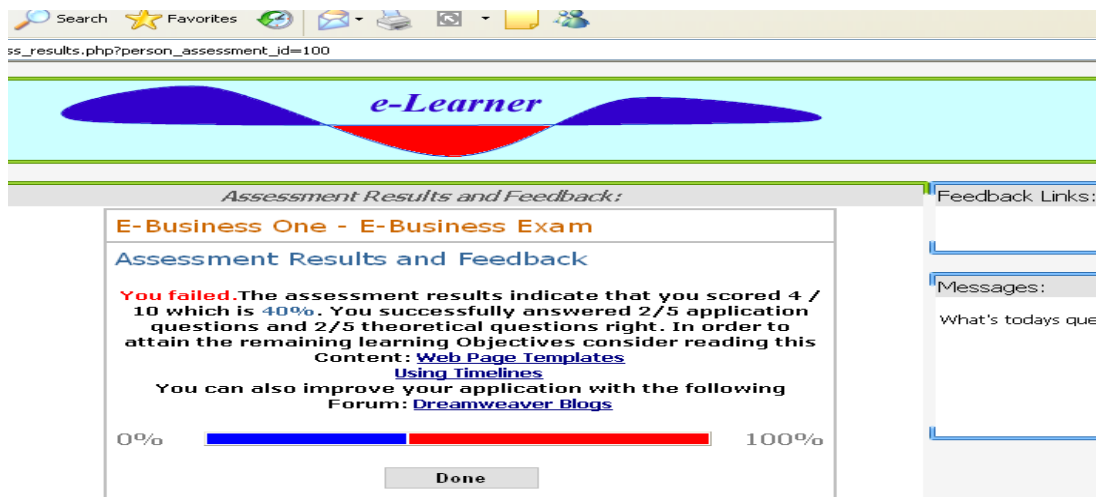 Search Favorites
ss_results.php?person_assessment_id=100
e-Learner
Assessment Results and Feedback:
E-Business One - E-Business Exam
Assessment Results and Feedback
You failed.The assessment results indicate that you scored 4 /
10 which is 40%. You successfully answered 2/5 application
questions and 2/5 theoretical questions right. In order to
attain the remaining learning Objectives consider reading this
Content: Web Page Templates
Using Timelines
You can also improve your application with the following
Forum: Dreamweaver Blogs
0% 100%
Done
Feedback Links:
Messages:
What's todays que